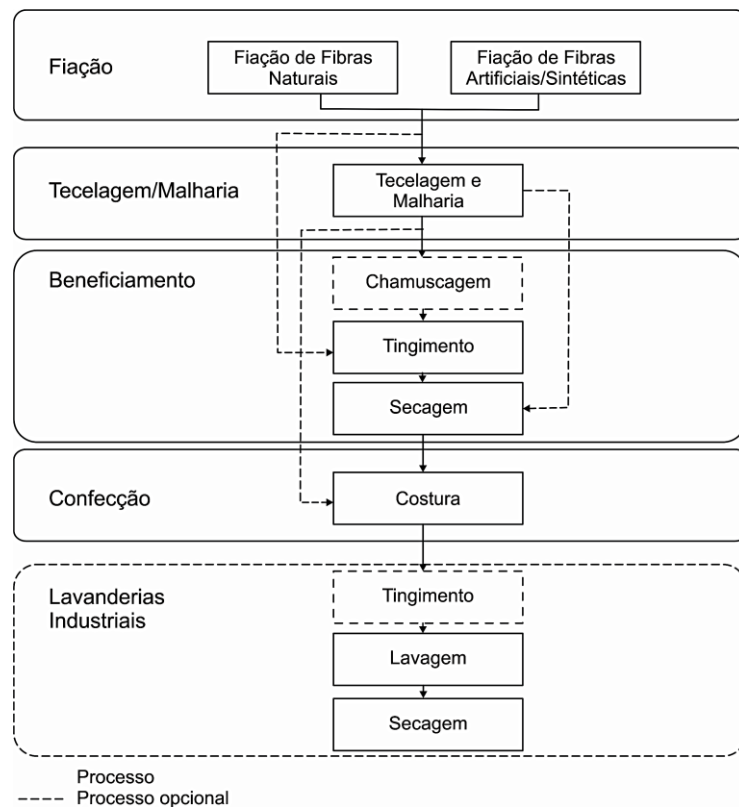 Fiação
Fiação de Fibras
Naturais
Fiação de Fibras
Artificiais/Sintéticas
Tecelagem/Malharia
Tecelagem e
Malharia
Beneficiamento
Chamuscagem
Tingimento
Secagem
Confecção
Costura
Lavanderias
Industriais
Tingimento
Lavagem
Secagem
Processo
Processo opcional